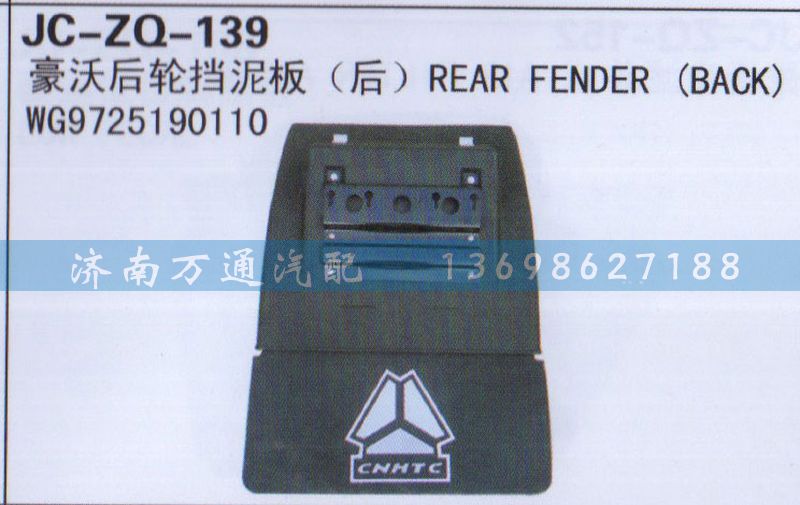 JC-ZQ-139
豪沃后轮挡泥板（后）REAR FENDER (BACK)
WG9725190110
济南万通汽配 13698627188
CNHTC